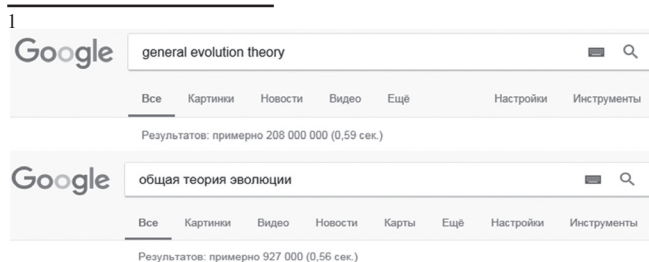 1
Google general evolution theory
Все Картинки Новости Видео Ещё Настройки Инструменты
Результатов: примерно 208 000 000 (0,59 сек.)
Google общая теория эволюции
Все Картинки Видео Новости Карты Ещё Настройки Инструменты
Результатов: примерно 927 000 (0,56 сек.)